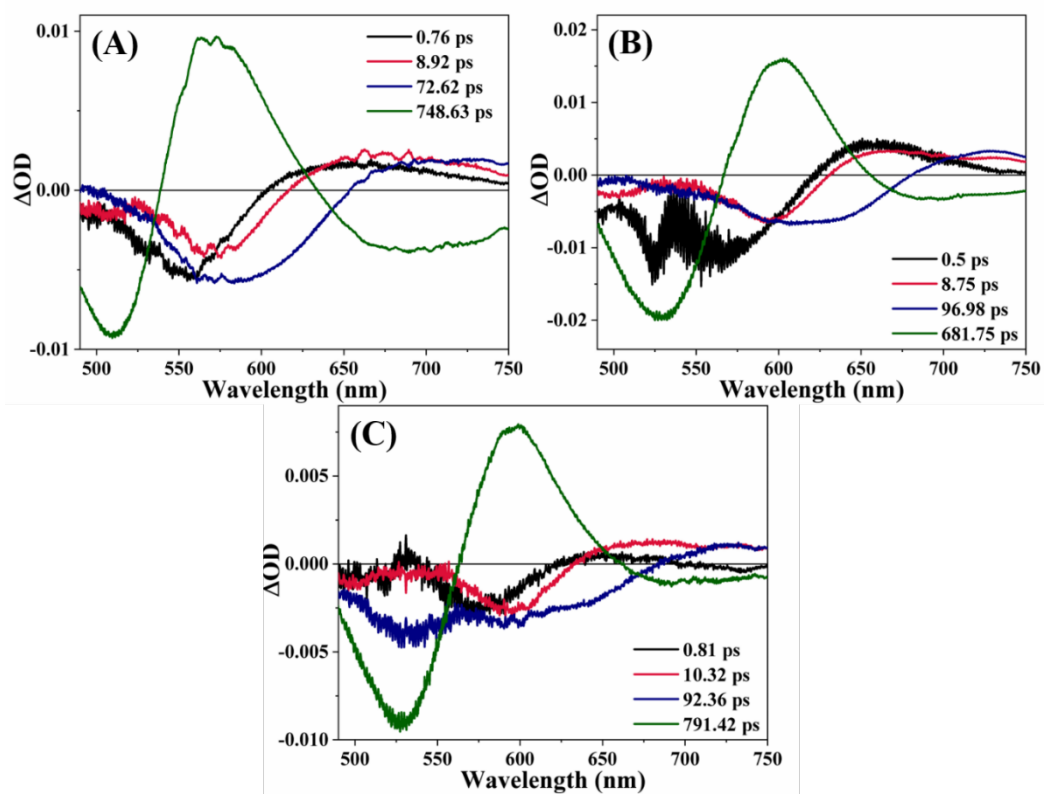 (A)
0.76 ps
8.92 ps
72.62 ps
748.63 ps
0.01
0.00
-0.01
ΔOD
500 550 600 650 700 750
Wavelength (nm)
(B)
0.5 ps
8.75 ps
96.98 ps
681.75 ps
0.02
0.01
0.00
-0.01
-0.02
ΔOD
500 550 600 650 700 750
Wavelength (nm)
(C)
0.81 ps
10.32 ps
92.36 ps
791.42 ps
0.005
0.000
-0.005
-0.010
ΔOD
500 550 600 650 700 750
Wavelength (nm)